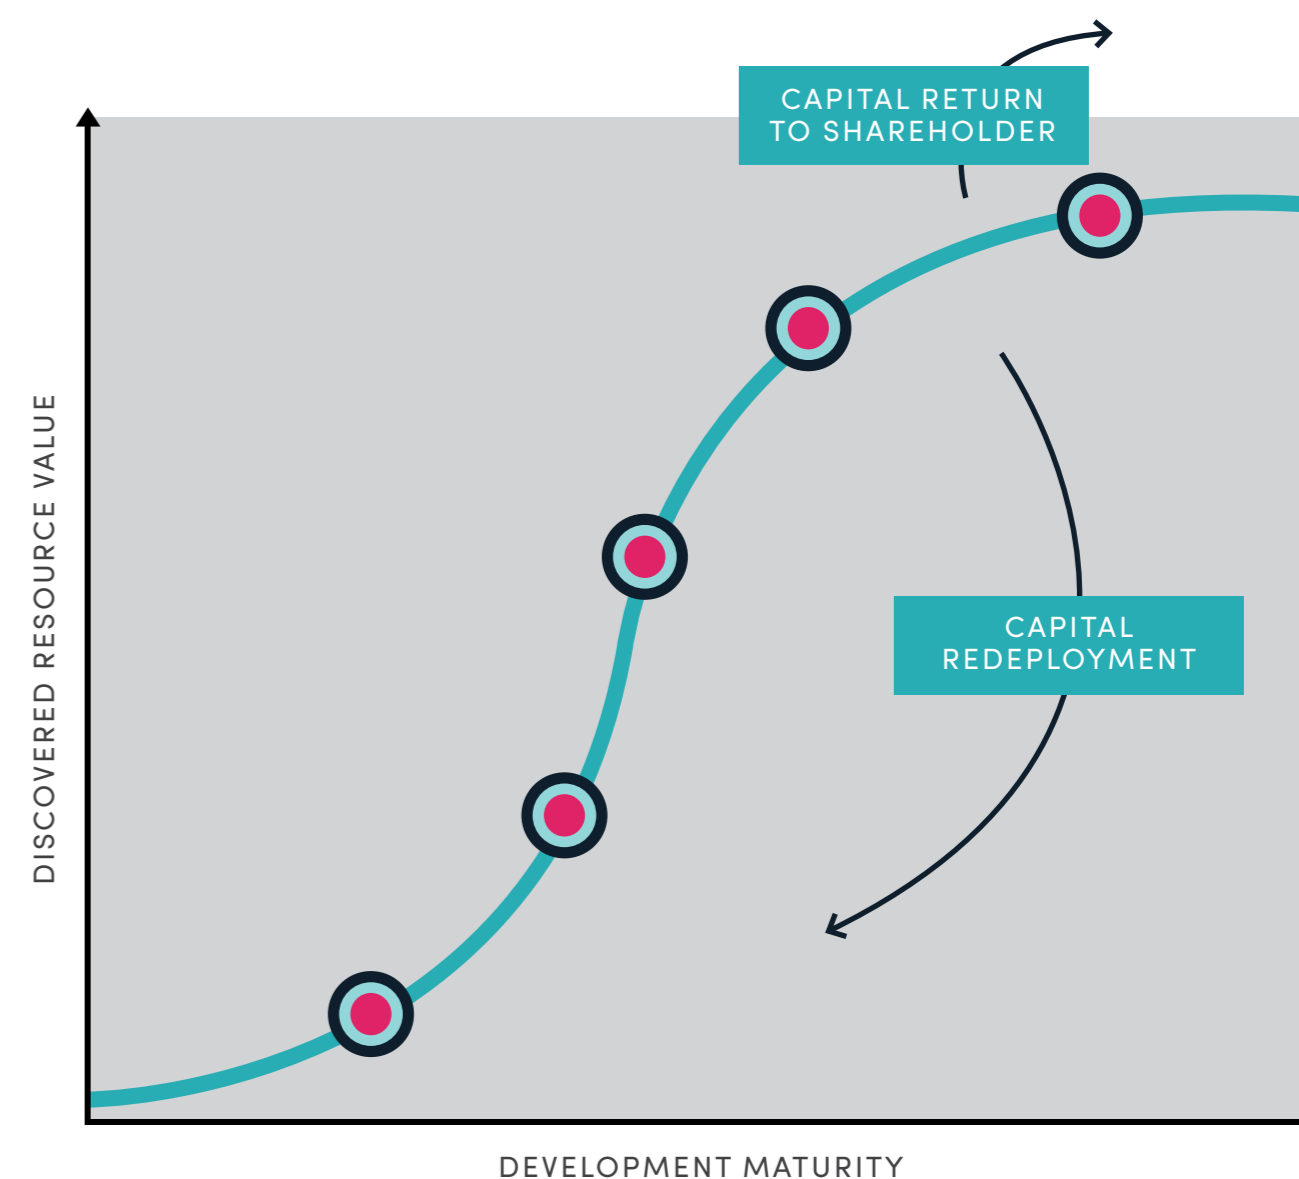 CAPITAL RETURN
TO SHAREHOLDER
CAPITAL
REDEPLOYMENT
DISCOVERED RESOURCE VALUE
DEVELOPMENT MATURITY